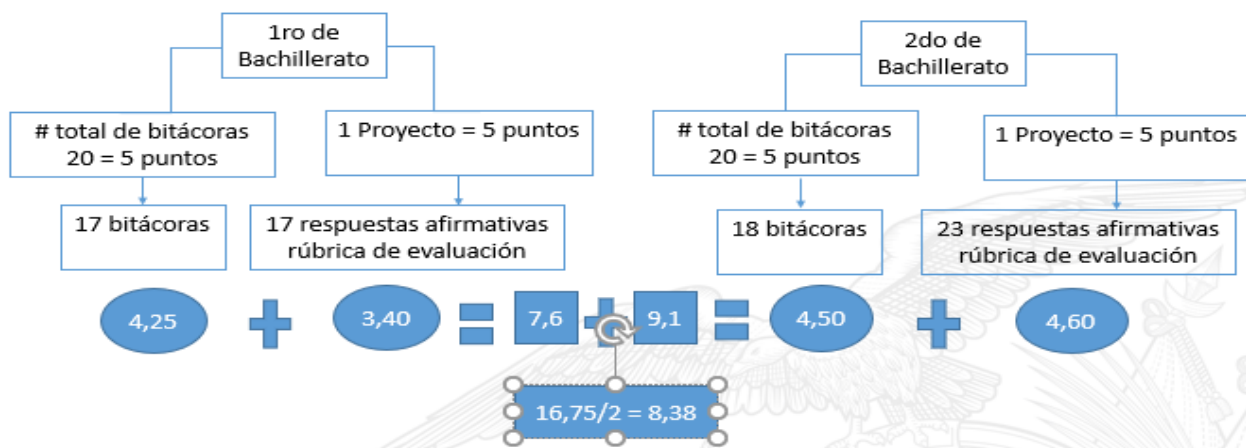 1ro de
Bachillerato
# total de bitácoras
20 = 5 puntos
1 Proyecto = 5 puntos
17 bitácoras
17 respuestas afirmativas
rúbrica de evaluación
2do de
Bachillerato
# total de bitácoras
20 = 5 puntos
1 Proyecto = 5 puntos
18 bitácoras
23 respuestas afirmativas
rúbrica de evaluación
4,25 + 3,40 = 7,6 + 9,1 = 4,50 + 4,60
16,75/2 = 8,38